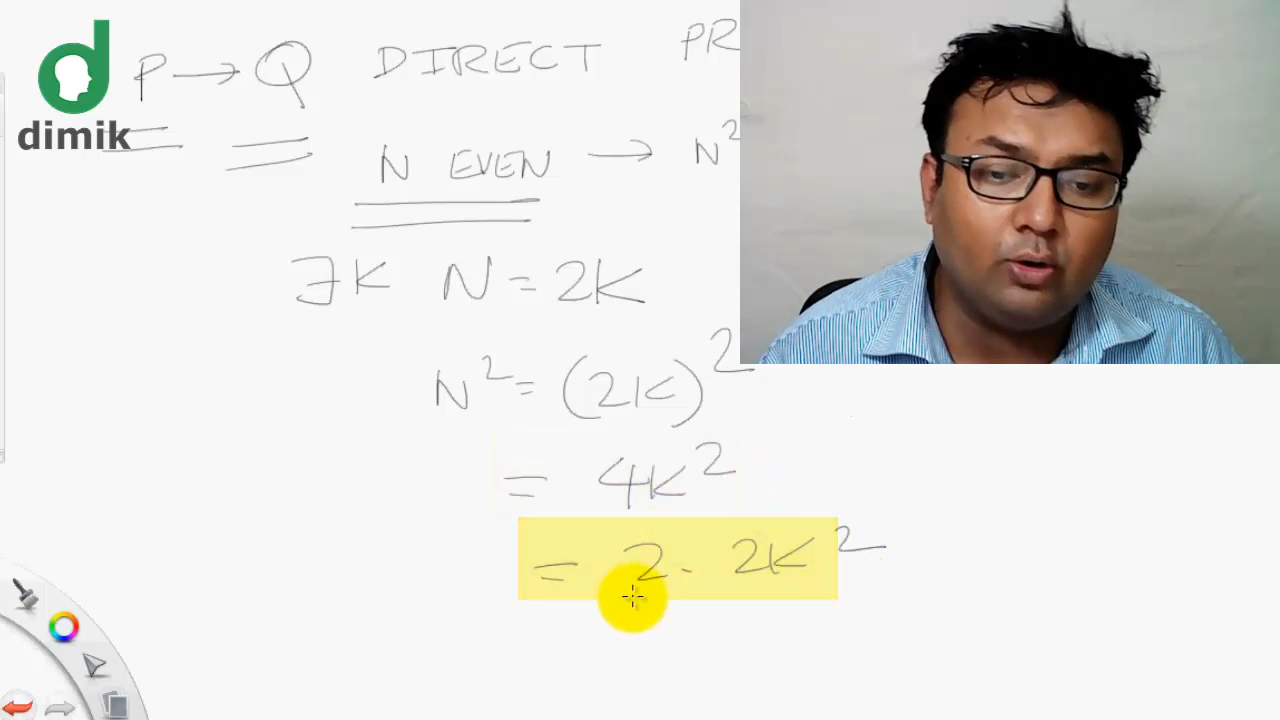 dimik
P → Q DIRECT PR
N EVEN → N²
∃K N = 2K
N² = (2K)²
= 4K²
= 2. 2K²